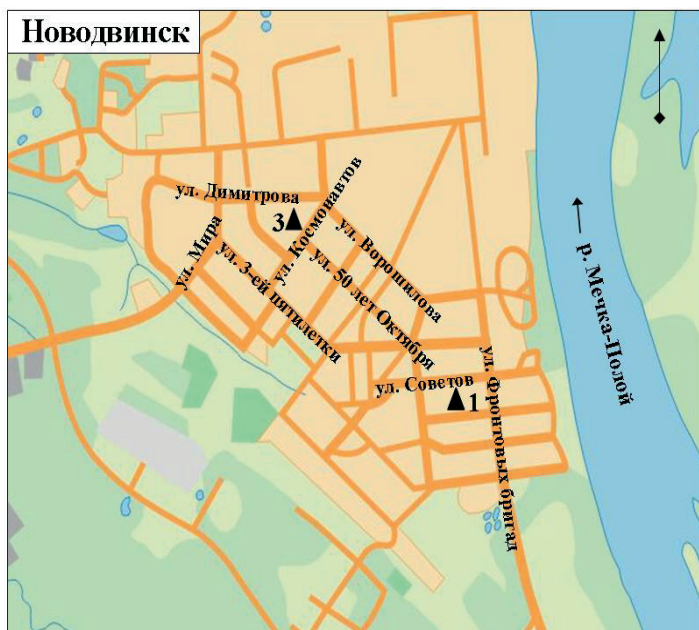 Новодвинск
ул. Димитрова
3
ул. Космонавтов
ул. Мира
ул. 3-ей пятилетки
ул. 50 лет Октября
ул. Ворошилова
р. Мечка-Полой
ул. Советов
1
ул. Фронтовых бригад